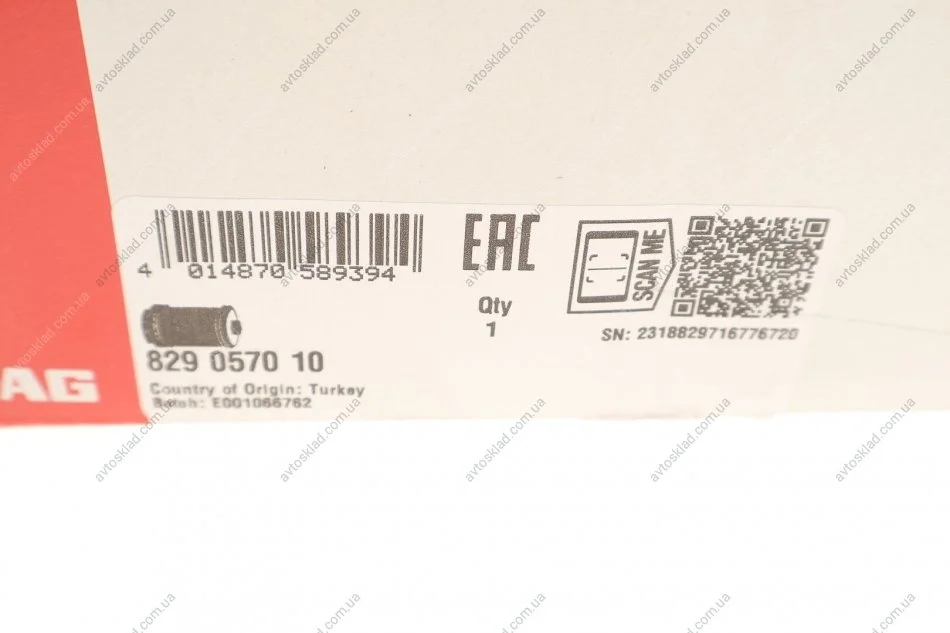 4 014870 589394
EAC
SCAN ME
Qty
1
SN: 2318829716776720
829 0570 10
Country of Origin: Turkey
Batch: E001066762
AG
avtosklad.com.ua